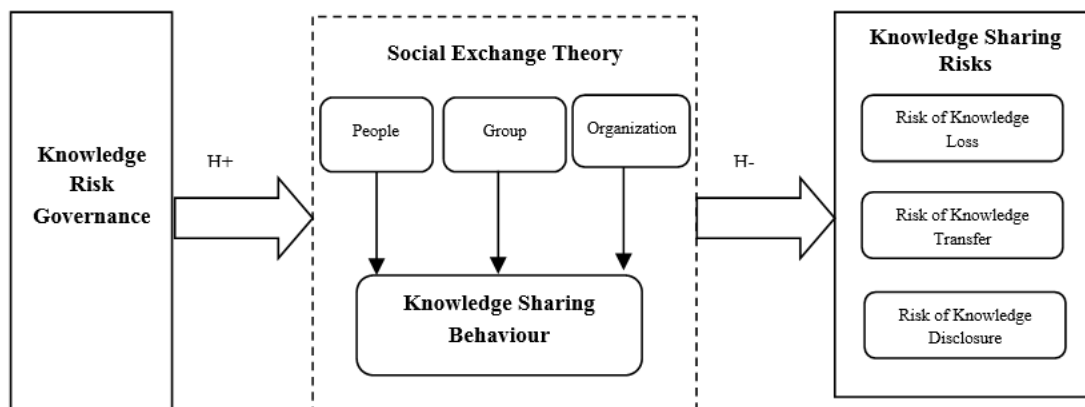 Knowledge
Risk
Governance
H+
Social Exchange Theory
People
Group
Organization
Knowledge Sharing
Behaviour
H-
Knowledge Sharing
Risks
Risk of Knowledge
Loss
Risk of Knowledge
Transfer
Risk of Knowledge
Disclosure